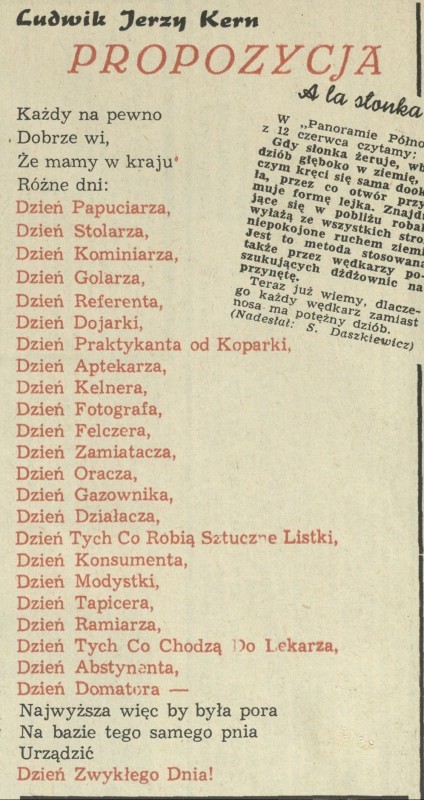 Ludwik Jerzy Kern
PROPOZYCJA
Każdy na pewno
Dobrze wi,
Że mamy w kraju
Różne dni:
Dzień Papuciarza,
Dzień Stolarza,
Dzień Kominiarza,
Dzień Golarza,
Dzień Referenta,
Dzień Dojarki,
Dzień Praktykanta od Koparki,
Dzień Aptekarza,
Dzień Kelnera,
Dzień Fotografa,
Dzień Felczera,
Dzień Zamiatacza,
Dzień Oracza,
Dzień Gazownika,
Dzień Działacza,
Dzień Tych Co Robią Sztuczne Listki,
Dzień Konsumenta,
Dzień Modystki,
Dzień Tapicera,
Dzień Ramiarza,
Dzień Tych Co Chodzą Do Lekarza,
Dzień Abstynenta,
Dzień Domatora —
Najwyższa więc by była pora
Na bazie tego samego pnia
Urządzić
Dzień Zwykłego Dnia!
A la słonka
W „Panoramie Półno
z 12 czerwca czytamy:
Gdy słonka żeruje, wb
dziób głęboko w ziemię,
czym kręci się sama dook
ła, przez co otwór przy
muje formę lejka. Znajdu
jące się w pobliżu robak
wyłażą ze wszystkich stro
niepokojone ruchem ziemi
Jest to metoda stosowana
także przez wędkarzy po-
szukujących dżdżownic na
przynętę.
Teraz już wiemy, dlacze-
go każdy wędkarz zamiast
nosa ma potężny dziób.
(Nadesłał: S. Daszkiewicz)